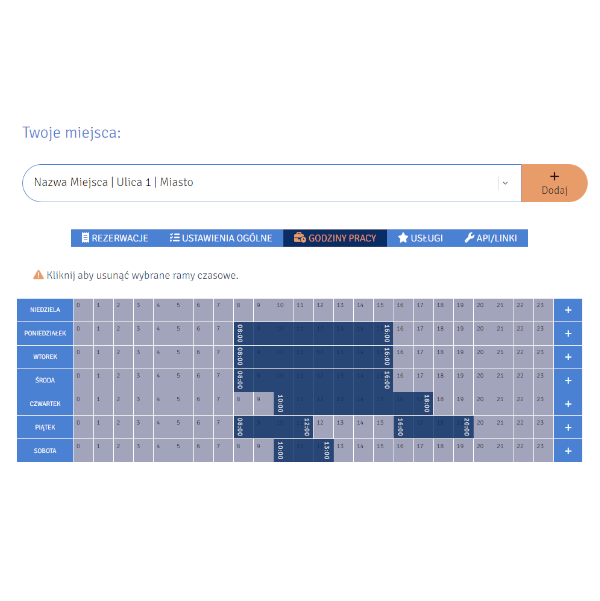 Twoje miejsca:
Nazwa Miejsca | Ulica 1 | Miasto
+
Dodaj
REZERWACJE USTAWIENIA OGÓLNE GODZINY PRACY USŁUGI API/LINKI
Kliknij aby usunąć wybrane ramy czasowe.
NIEDZIELA 0 1 2 3 4 5 6 7 8 9 10 11 12 13 14 15 16 17 18 19 20 21 22 23 +
PONIEDZIAŁEK 0 1 2 3 4 5 6 7 08:00 16:00 16 17 18 19 20 21 22 23 +
WTOREK 0 1 2 3 4 5 6 7 08:00 16:00 16 17 18 19 20 21 22 23 +
ŚRODA 0 1 2 3 4 5 6 7 08:00 16:00 16 17 18 19 20 21 22 23 +
CZWARTEK 0 1 2 3 4 5 6 7 8 9 10:00 18:00 18 19 20 21 22 23 +
PIĄTEK 0 1 2 3 4 5 6 7 08:00 12:00 12 13 14 15 16:00 20:00 20 21 22 23 +
SOBOTA 0 1 2 3 4 5 6 7 8 9 10:00 13:00 13 14 15 16 17 18 19 20 21 22 23 +